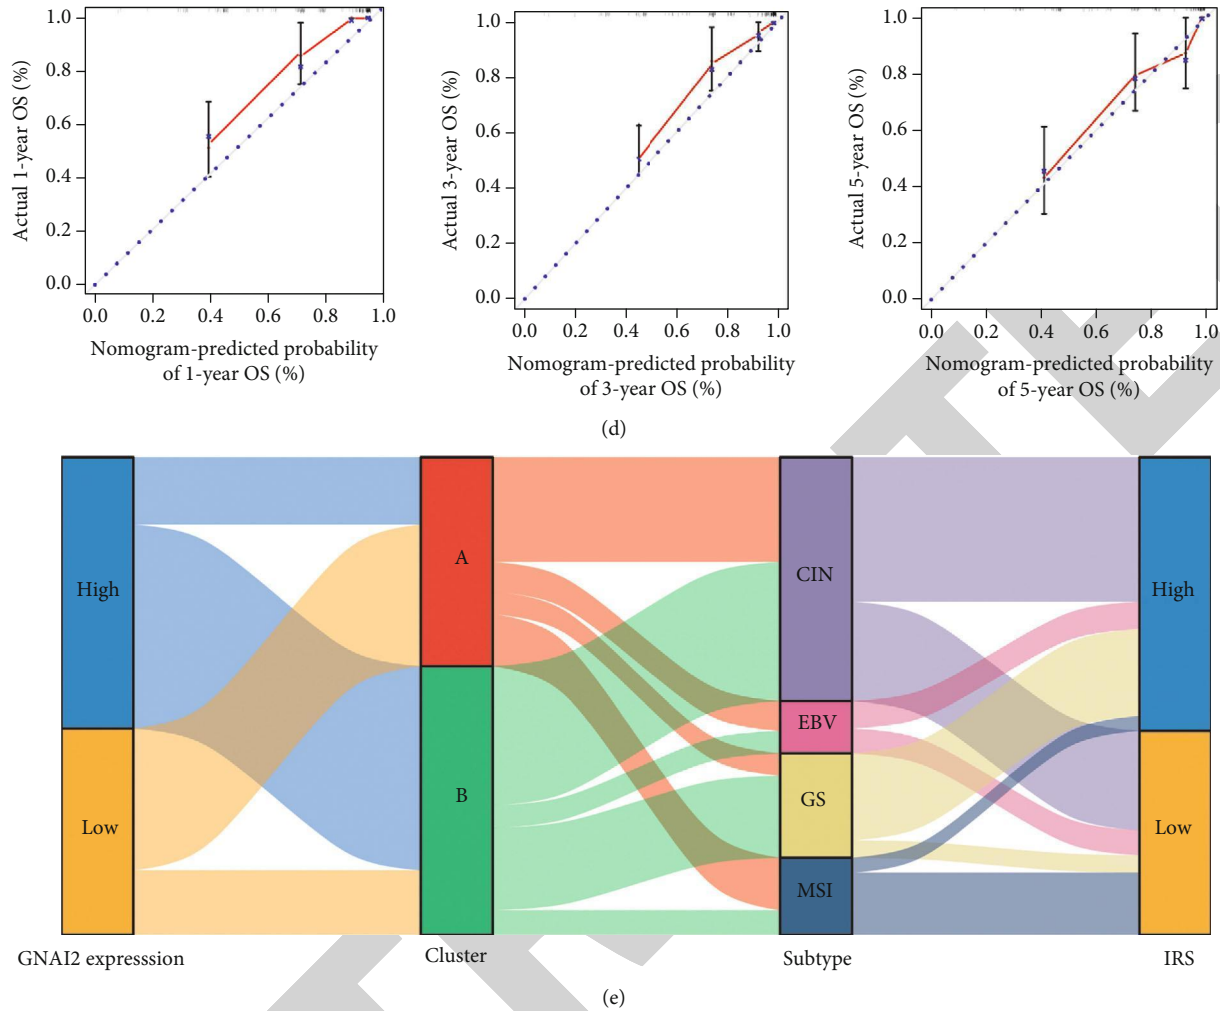 1.0
0.8
0.6
0.4
0.2
0.0
Actual 1-year OS (%)
0.0 0.2 0.4 0.6 0.8 1.0
Nomogram-predicted probability
of 1-year OS (%)
1.0
0.8
0.6
0.4
0.2
0.0
Actual 3-year OS (%)
0.0 0.2 0.4 0.6 0.8 1.0
Nomogram-predicted probability
of 3-year OS (%)
1.0
0.8
0.6
0.4
0.2
0.0
Actual 5-year OS (%)
0.0 0.2 0.4 0.6 0.8 1.0
Nomogram-predicted probability
of 5-year OS (%)
(d)
High
Low
A
B
CIN
EBV
GS
MSI
High
Low
GNAI2 expresssion
Cluster
Subtype
IRS
(e)